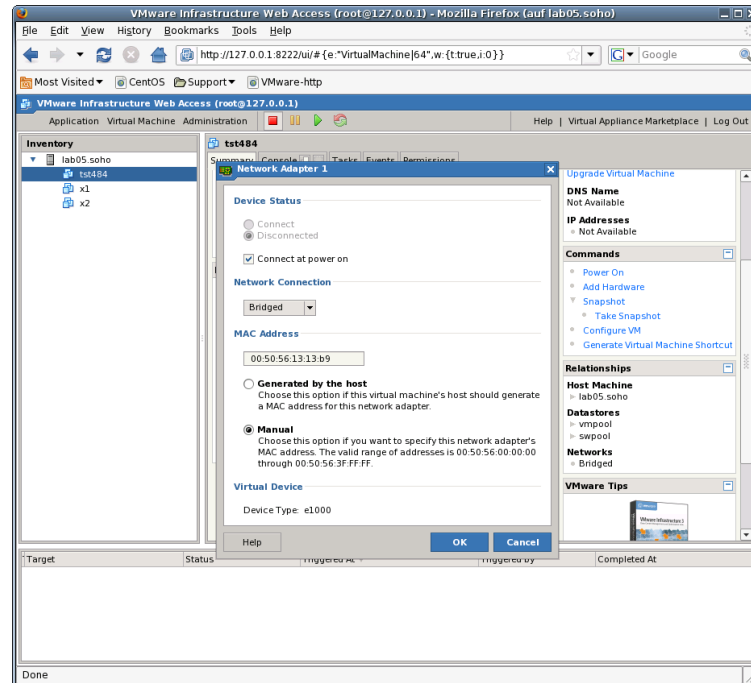 VMware Infrastructure Web Access (root@127.0.0.1) - Mozilla Firefox (auf lab05.soho)
File Edit View History Bookmarks Tools Help
http://127.0.0.1:8222/ui/#{e:"VirtualMachine|64",w:{t:true,i:0}}
G Google
Most Visited CentOS Support VMware-http
VMware Infrastructure Web Access (root@127.0.0.1)
Application Virtual Machine Administration
Help | Virtual Appliance Marketplace | Log Out
Inventory
lab05.soho
tst484
x1
x2
tst484
Summary Console Tasks Events Permissions
Network Adapter 1
Device Status
Connect
Disconnected
Connect at power on
Network Connection
Bridged
MAC Address
00:50:56:13:13:b9
Generated by the host
Choose this option if this virtual machine's host should generate
a MAC address for this network adapter.
Manual
Choose this option if you want to specify this network adapter's
MAC address. The valid range of addresses is 00:50:56:00:00:00
through 00:50:56:3F:FF:FF.
Virtual Device
Device Type: e1000
Help OK Cancel
Upgrade Virtual Machine
DNS Name
Not Available
IP Addresses
Not Available
Commands
Power On
Add Hardware
Snapshot
Take Snapshot
Configure VM
Generate Virtual Machine Shortcut
Relationships
Host Machine
lab05.soho
Datastores
vmpool
swpool
Networks
Bridged
VMware Tips
Target Status Triggered At Triggered by Completed At
Done